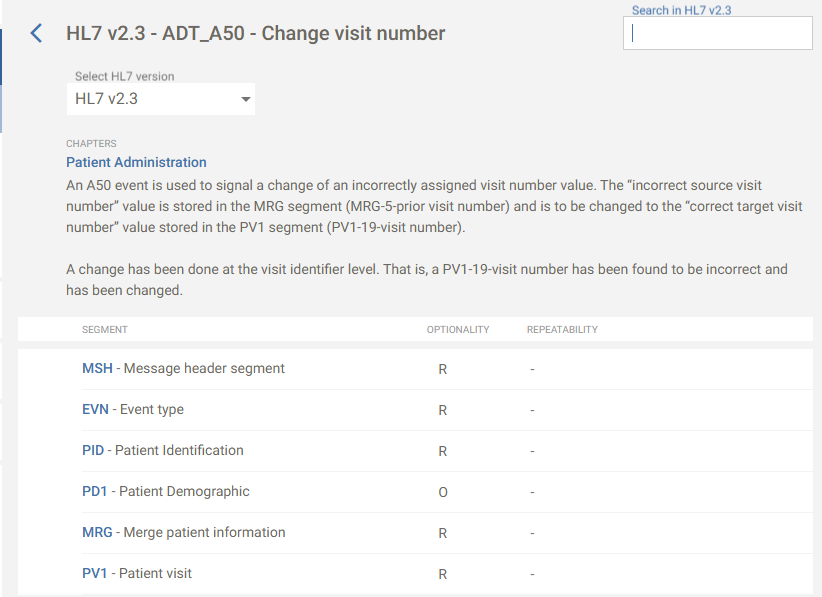 Search in HL7 v2.3
HL7 v2.3 - ADT_A50 - Change visit number
Select HL7 version
HL7 v2.3
CHAPTERS
Patient Administration
An A50 event is used to signal a change of an incorrectly assigned visit number value. The “incorrect source visit
number” value is stored in the MRG segment (MRG-5-prior visit number) and is to be changed to the “correct target visit
number” value stored in the PV1 segment (PV1-19-visit number).
A change has been done at the visit identifier level. That is, a PV1-19-visit number has been found to be incorrect and
has been changed.
SEGMENT OPTIONALITY REPEATABILITY
MSH - Message header segment R -
EVN - Event type R -
PID - Patient Identification R -
PD1 - Patient Demographic O -
MRG - Merge patient information R -
PV1 - Patient visit R -